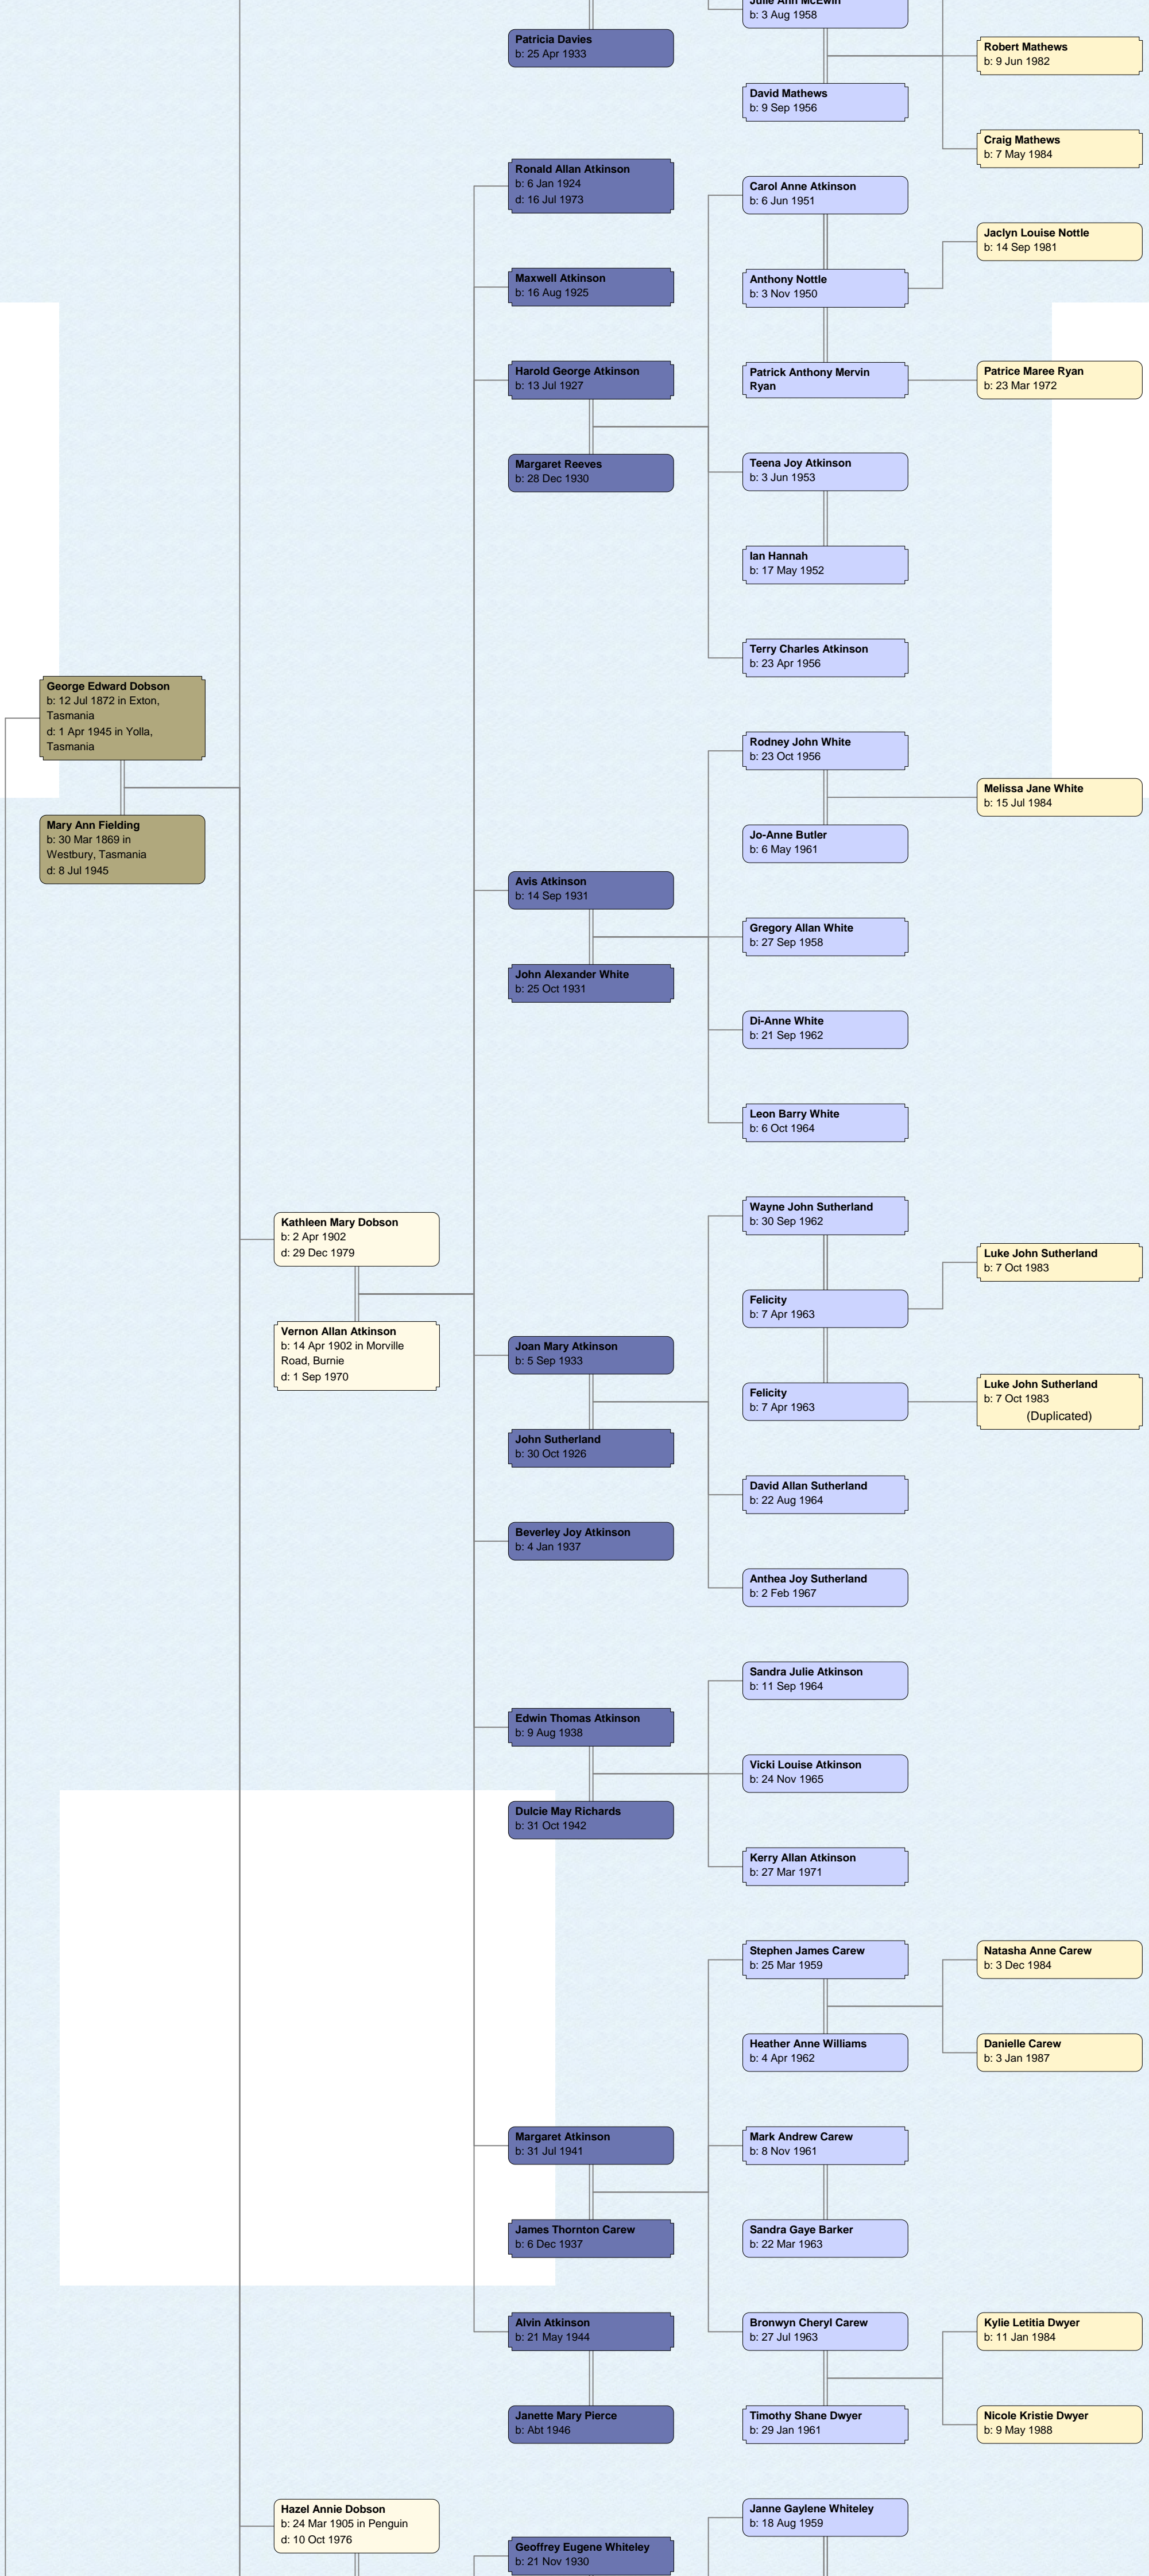 Julie Ann McEwin
b: 3 Aug 1958
Patricia Davies
b: 25 Apr 1933
Robert Mathews
b: 9 Jun 1982
David Mathews
b: 9 Sep 1956
Craig Mathews
b: 7 May 1984
Ronald Allan Atkinson
b: 6 Jan 1924
d: 16 Jul 1973
Carol Anne Atkinson
b: 6 Jun 1951
Jaclyn Louise Nottle
b: 14 Sep 1981
Maxwell Atkinson
b: 16 Aug 1925
Anthony Nottle
b: 3 Nov 1950
Harold George Atkinson
b: 13 Jul 1927
Patrick Anthony Mervin
Ryan
Patrice Maree Ryan
b: 23 Mar 1972
Margaret Reeves
b: 28 Dec 1930
Teena Joy Atkinson
b: 3 Jun 1953
Ian Hannah
b: 17 May 1952
Terry Charles Atkinson
b: 23 Apr 1956
George Edward Dobson
b: 12 Jul 1872 in Exton,
Tasmania
d: 1 Apr 1945 in Yolla,
Tasmania
Rodney John White
b: 23 Oct 1956
Melissa Jane White
b: 15 Jul 1984
Mary Ann Fielding
b: 30 Mar 1869 in
Westbury, Tasmania
d: 8 Jul 1945
Jo-Anne Butler
b: 6 May 1961
Avis Atkinson
b: 14 Sep 1931
Gregory Allan White
b: 27 Sep 1958
John Alexander White
b: 25 Oct 1931
Di-Anne White
b: 21 Sep 1962
Leon Barry White
b: 6 Oct 1964
Wayne John Sutherland
b: 30 Sep 1962
Kathleen Mary Dobson
b: 2 Apr 1902
d: 29 Dec 1979
Luke John Sutherland
b: 7 Oct 1983
Felicity
b: 7 Apr 1963
Vernon Allan Atkinson
b: 14 Apr 1902 in Morville
Road, Burnie
d: 1 Sep 1970
Joan Mary Atkinson
b: 5 Sep 1933
Felicity
b: 7 Apr 1963
Luke John Sutherland
b: 7 Oct 1983
(Duplicated)
John Sutherland
b: 30 Oct 1926
David Allan Sutherland
b: 22 Aug 1964
Beverley Joy Atkinson
b: 4 Jan 1937
Anthea Joy Sutherland
b: 2 Feb 1967
Sandra Julie Atkinson
b: 11 Sep 1964
Edwin Thomas Atkinson
b: 9 Aug 1938
Vicki Louise Atkinson
b: 24 Nov 1965
Dulcie May Richards
b: 31 Oct 1942
Kerry Allan Atkinson
b: 27 Mar 1971
Stephen James Carew
b: 25 Mar 1959
Natasha Anne Carew
b: 3 Dec 1984
Heather Anne Williams
b: 4 Apr 1962
Danielle Carew
b: 3 Jan 1987
Margaret Atkinson
b: 31 Jul 1941
Mark Andrew Carew
b: 8 Nov 1961
James Thornton Carew
b: 6 Dec 1937
Sandra Gaye Barker
b: 22 Mar 1963
Alvin Atkinson
b: 21 May 1944
Bronwyn Cheryl Carew
b: 27 Jul 1963
Kylie Letitia Dwyer
b: 11 Jan 1984
Janette Mary Pierce
b: Abt 1946
Timothy Shane Dwyer
b: 29 Jan 1961
Nicole Kristie Dwyer
b: 9 May 1988
Hazel Annie Dobson
b: 24 Mar 1905 in Penguin
d: 10 Oct 1976
Janne Gaylene Whiteley
b: 18 Aug 1959
Geoffrey Eugene Whiteley
b: 21 Nov 1930